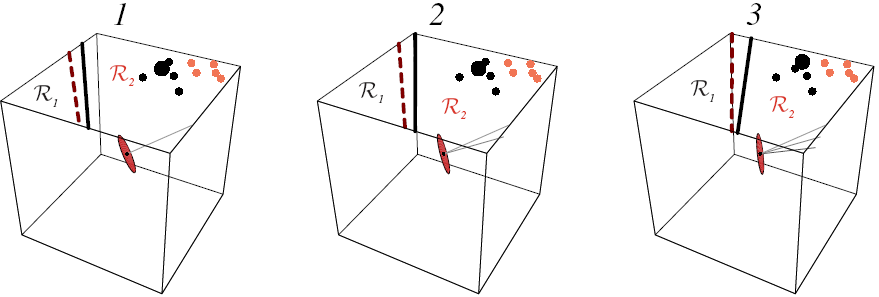 1 2 3
R₁ R₂ R₁ R₂ R₁ R₂